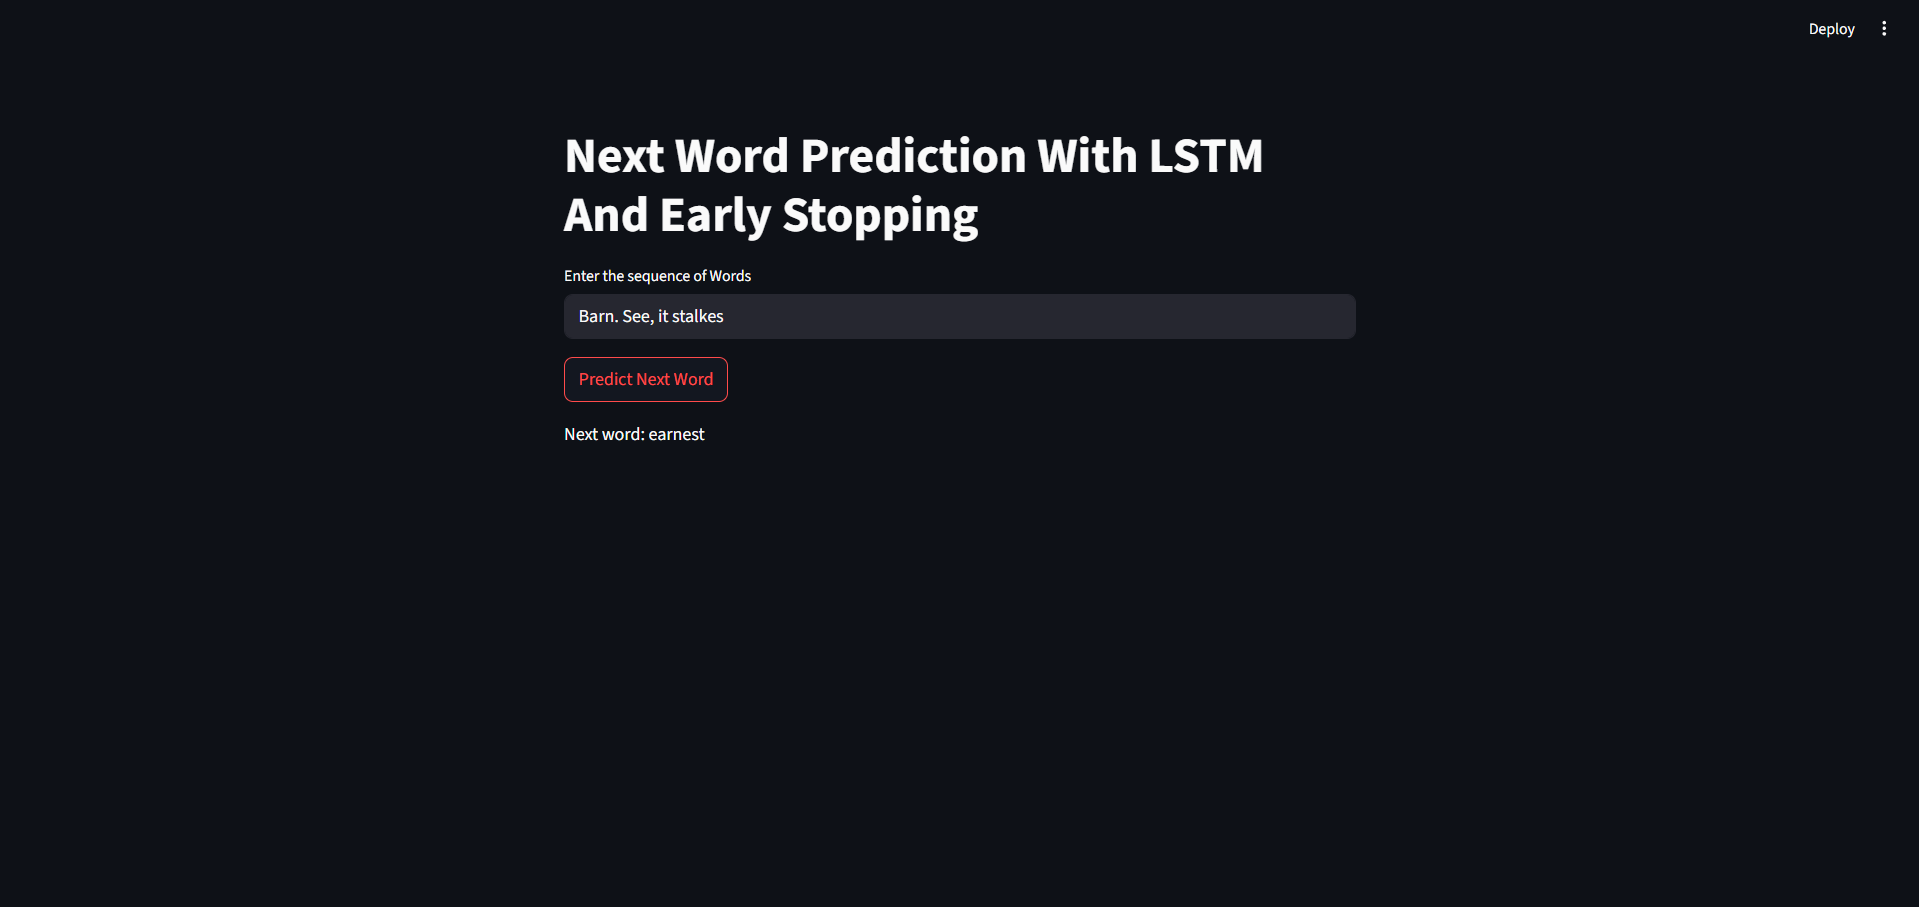 Deploy
Next Word Prediction With LSTM
And Early Stopping
Enter the sequence of Words
Barn. See, it stalkes
Predict Next Word
Next word: earnest